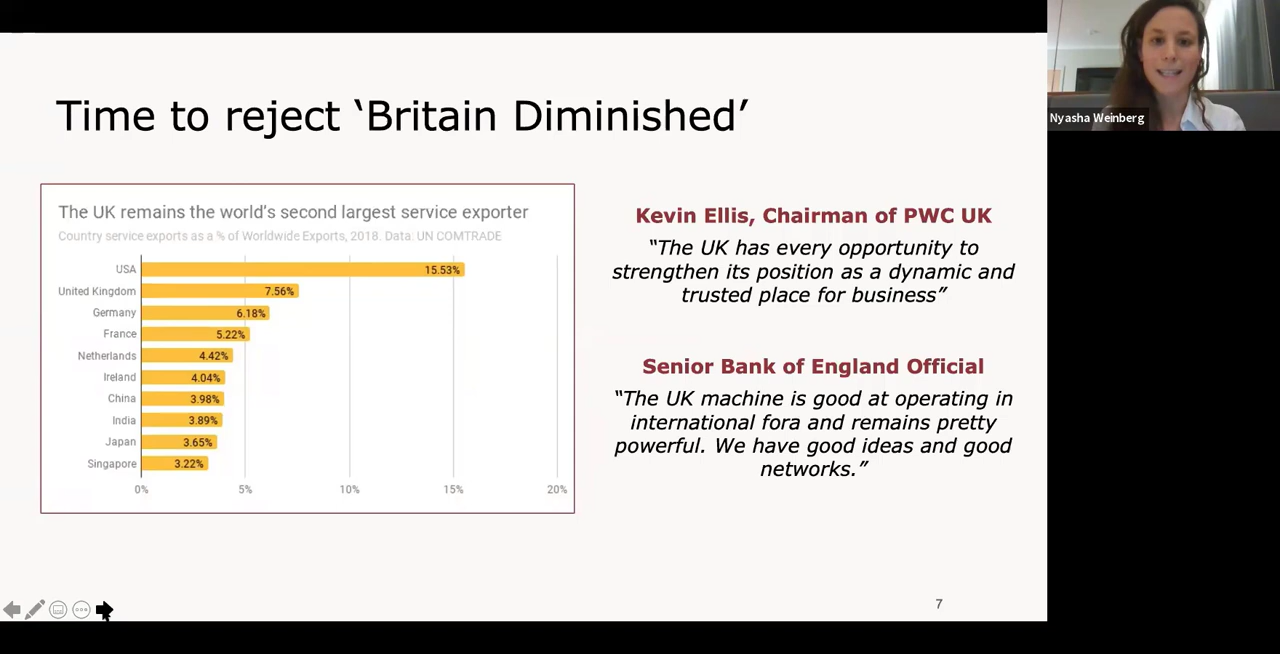 Time to reject ‘Britain Diminished’
The UK remains the world's second largest service exporter
Country service exports as a % of Worldwide Exports, 2018. Data: UN COMTRADE
USA 15.53%
United Kingdom 7.56%
Germany 6.18%
France 5.22%
Netherlands 4.42%
Ireland 4.04%
China 3.98%
India 3.89%
Japan 3.65%
Singapore 3.22%
0% 5% 10% 15% 20%
Kevin Ellis, Chairman of PWC UK
“The UK has every opportunity to
strengthen its position as a dynamic and
trusted place for business”
Senior Bank of England Official
“The UK machine is good at operating in
international fora and remains pretty
powerful. We have good ideas and good
networks.”
7
Nyasha Weinberg